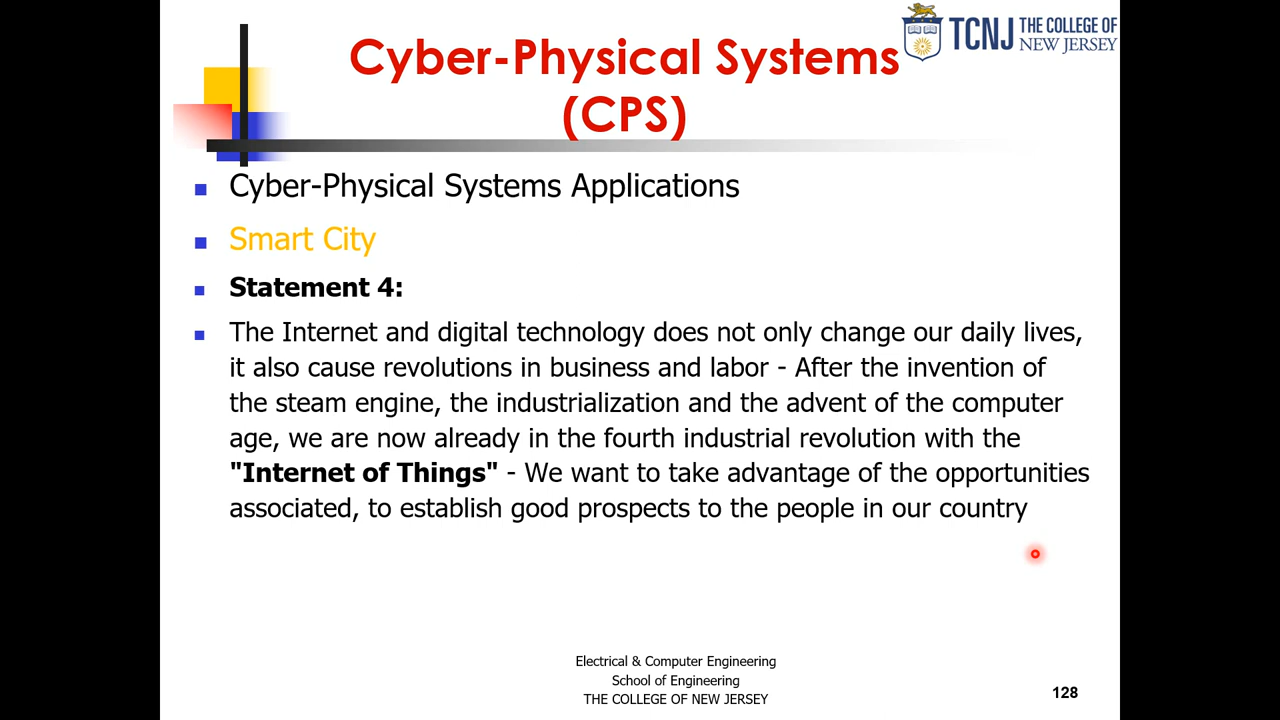 TCNJ THE COLLEGE OF
NEW JERSEY
Cyber-Physical Systems
(CPS)
Cyber-Physical Systems Applications
Smart City
Statement 4:
The Internet and digital technology does not only change our daily lives,
it also cause revolutions in business and labor - After the invention of
the steam engine, the industrialization and the advent of the computer
age, we are now already in the fourth industrial revolution with the
"Internet of Things" - We want to take advantage of the opportunities
associated, to establish good prospects to the people in our country
Electrical & Computer Engineering
School of Engineering
THE COLLEGE OF NEW JERSEY
128